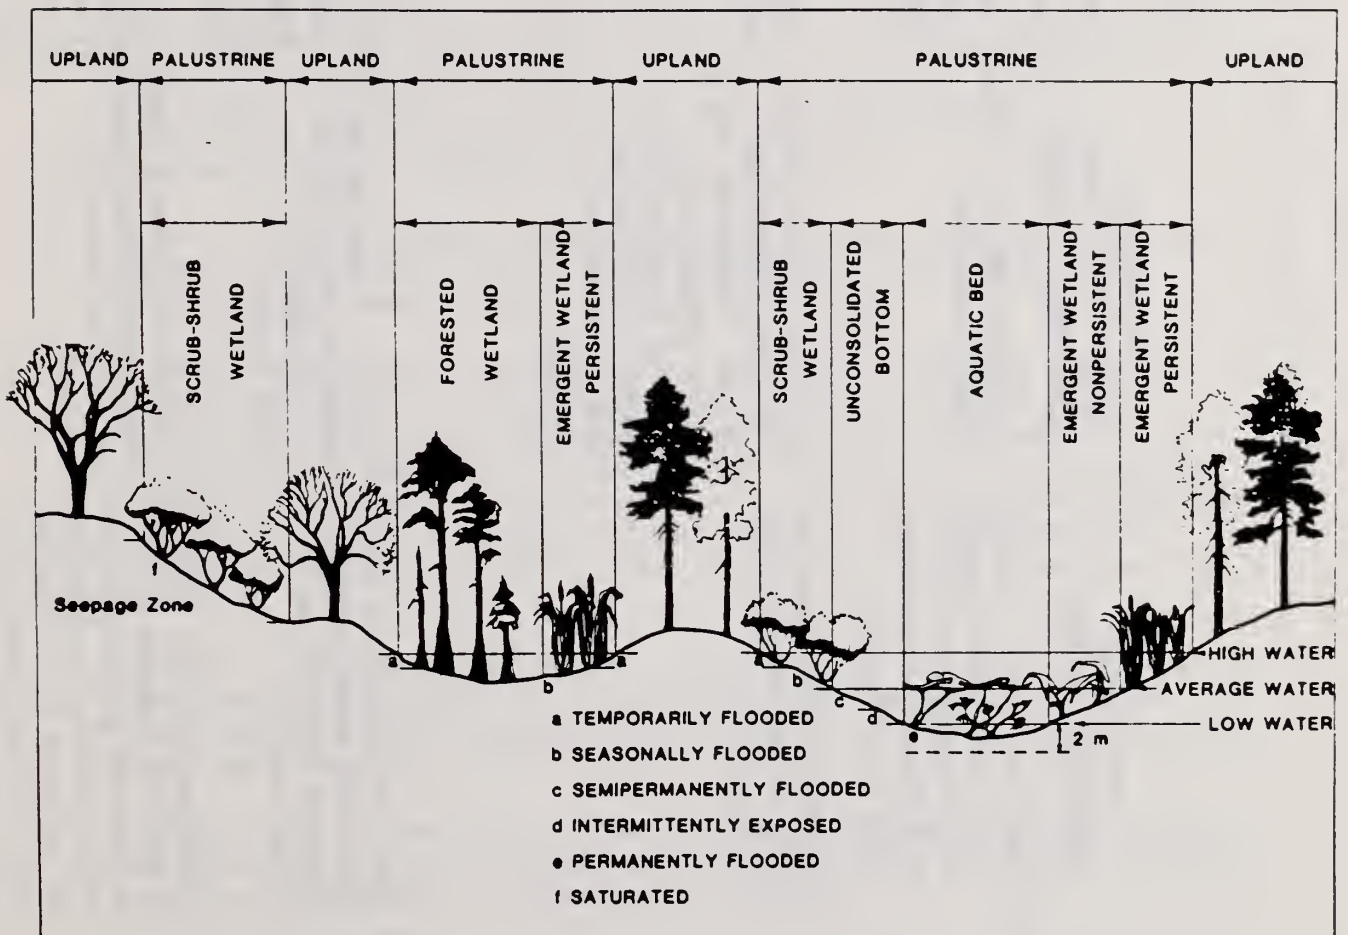 UPLAND PALUSTRINE UPLAND PALUSTRINE UPLAND PALUSTRINE UPLAND
SCRUB-SHRUB
WETLAND
FORESTED
WETLAND
EMERGENT WETLAND
PERSISTENT
SCRUB-SHRUB
WETLAND
UNCONSOLIDATED
BOTTOM
AQUATIC BED
EMERGENT WETLAND
NONPERSISTENT
EMERGENT WETLAND
PERSISTENT
f
Seepage Zone
a
b
a
a
b
c
d
e
HIGH WATER
AVERAGE WATER
LOW WATER
2 m
a TEMPORARILY FLOODED
b SEASONALLY FLOODED
c SEMIPERMANENTLY FLOODED
d INTERMITTENTLY EXPOSED
e PERMANENTLY FLOODED
f SATURATED